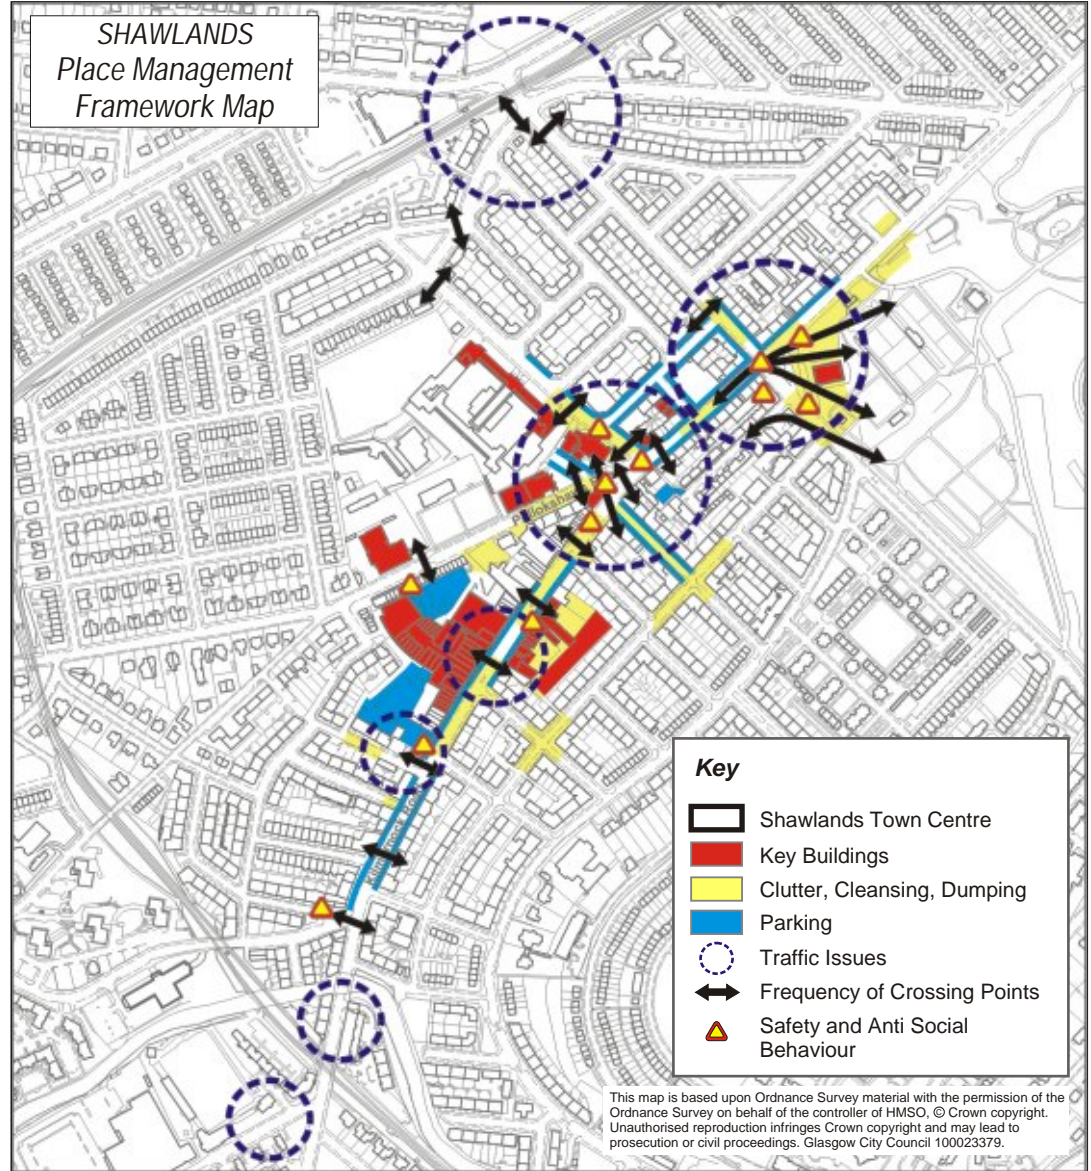 SHAWLANDS
Place Management
Framework Map
Key
Shawlands Town Centre
Key Buildings
Clutter, Cleansing, Dumping
Parking
Traffic Issues
Frequency of Crossing Points
Safety and Anti Social
Behaviour
This map is based upon Ordnance Survey material with the permission of the
Ordnance Survey on behalf of the controller of HMSO, © Crown copyright.
Unauthorised reproduction infringes Crown copyright and may lead to
prosecution or civil proceedings. Glasgow City Council 100023379.